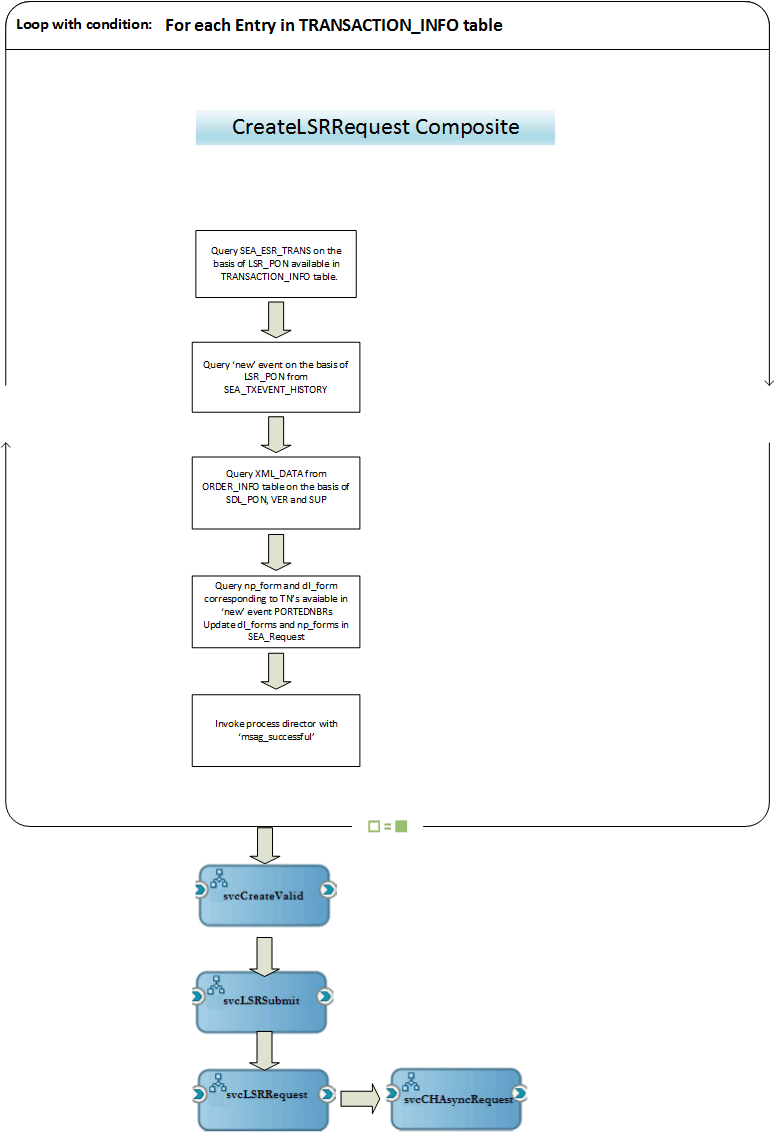 Loop with condition: For each Entry in TRANSACTION_INFO table
CreateLSRRequest Composite
Query SEA_ESR_TRANS on the
basis of LSR_PON available in
TRANSACTION_INFO table.
Query ‘new’ event on the basis of
LSR_PON from
SEA_TXEVENT_HISTORY
Query XML_DATA from
ORDER_INFO table on the basis of
SDL_PON, VER and SUP
Query np_form and dl_form
corresponding to TN's avaiable in
‘new’ event PORTEDNBRs
Update dl_forms and np_forms in
SEA_Request
Invoke process director with
‘msag_successful’
=
svcCreateValid
svcLSRSubmit
svcLSRRequest
svcCHAsyncRequest